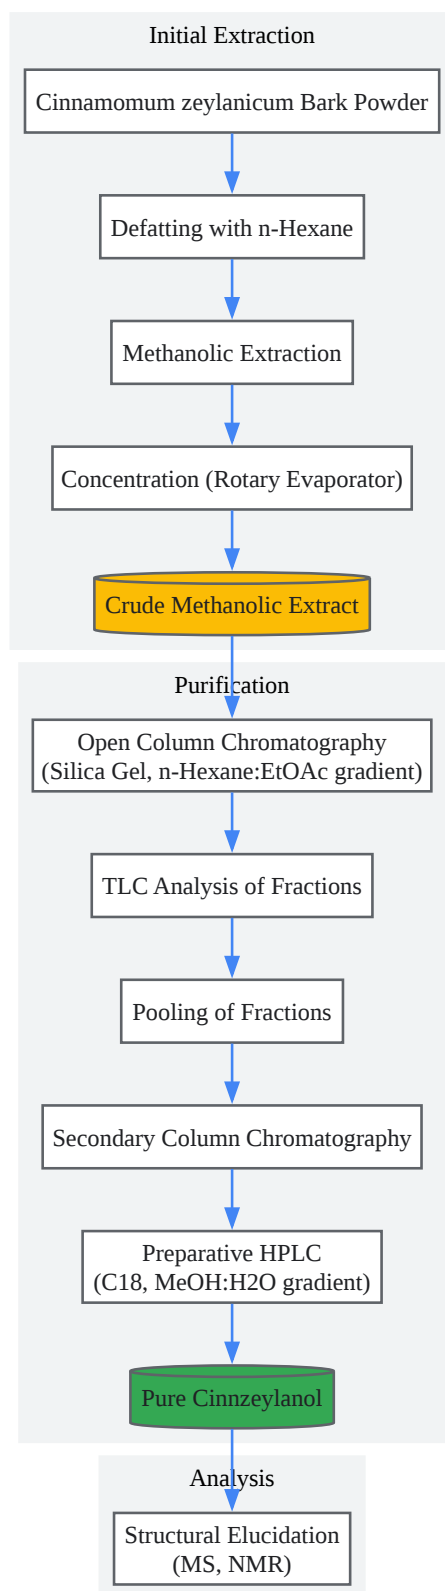 Initial Extraction
Cinnamomum zeylanicum Bark Powder
Defatting with n-Hexane
Methanolic Extraction
Concentration (Rotary Evaporator)
Crude Methanolic Extract
Purification
Open Column Chromatography
(Silica Gel, n-Hexane:EtOAc gradient)
TLC Analysis of Fractions
Pooling of Fractions
Secondary Column Chromatography
Preparative HPLC
(C18, MeOH:H2O gradient)
Pure Cinnzeylanol
Analysis
Structural Elucidation
(MS, NMR)